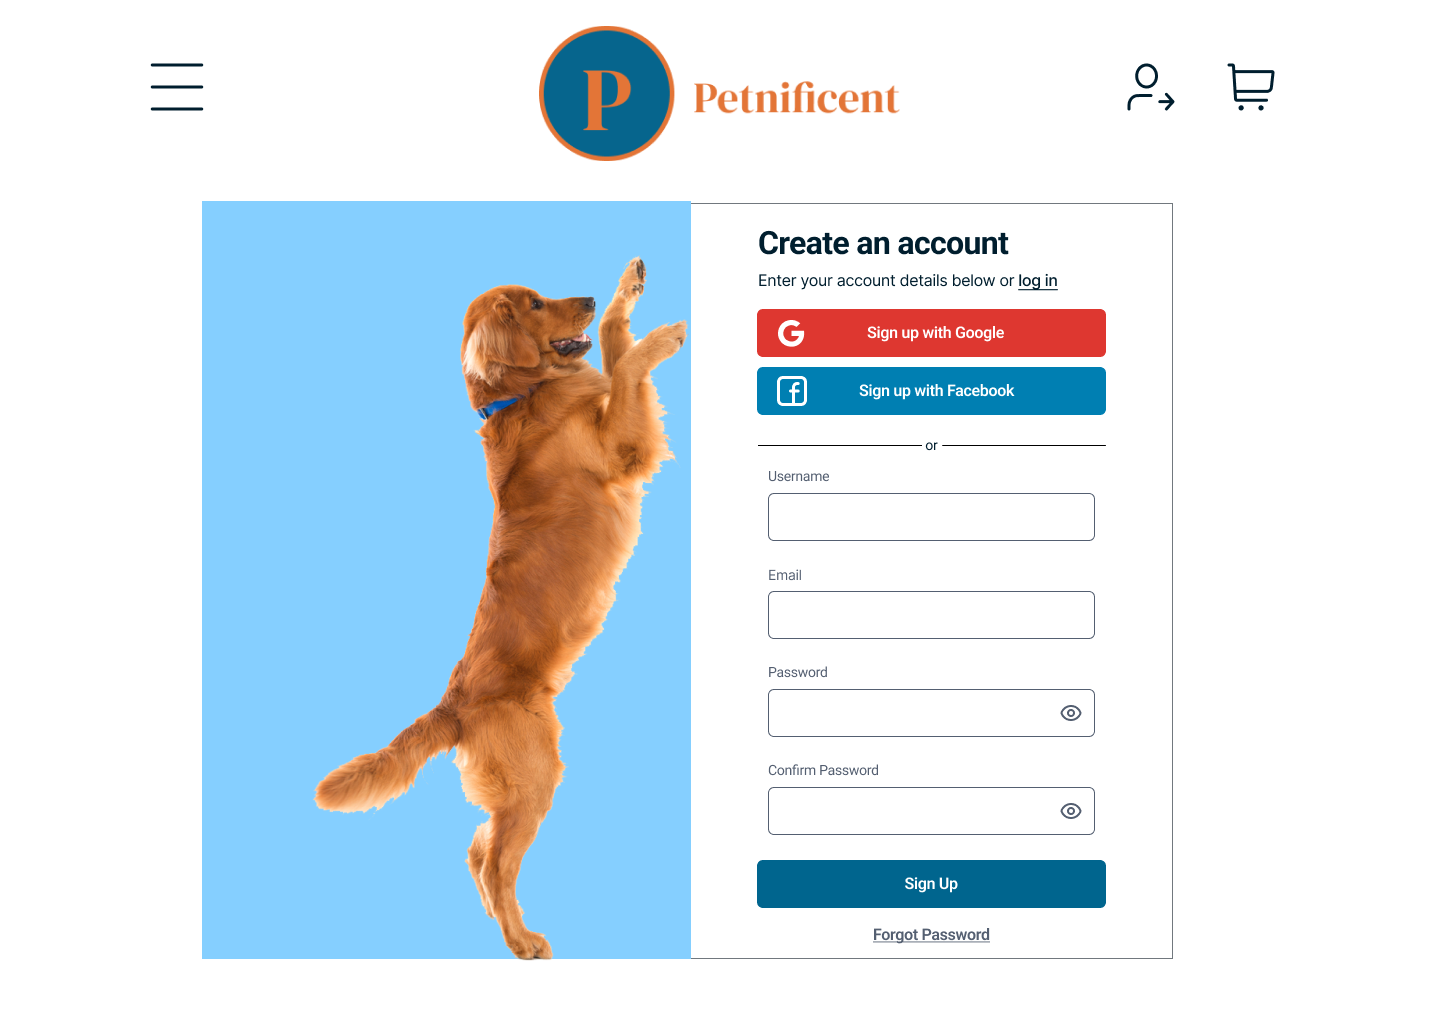 P
Petnificent
Create an account
Enter your account details below or log in
Sign up with Google
Sign up with Facebook
or
Username
Email
Password
Confirm Password
Sign Up
Forgot Password